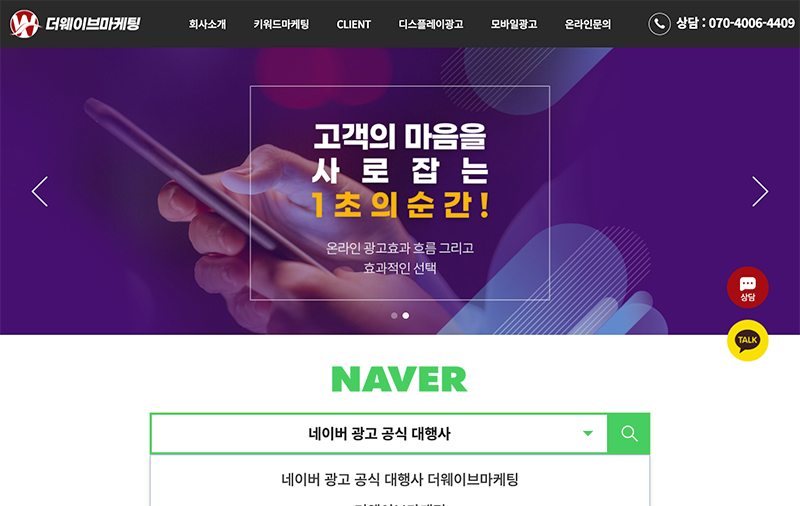 더웨이브마케팅
회사소개
키워드마케팅
CLIENT
디스플레이광고
모바일광고
온라인문의
상담 : 070-4006-4409
고객의 마음을
사로잡는
1초의순간!
온라인 광고효과 흐름 그리고
효과적인 선택
상담
TALK
NAVER
네이버 광고 공식 대행사
네이버 광고 공식 대행사 더웨이브마케팅